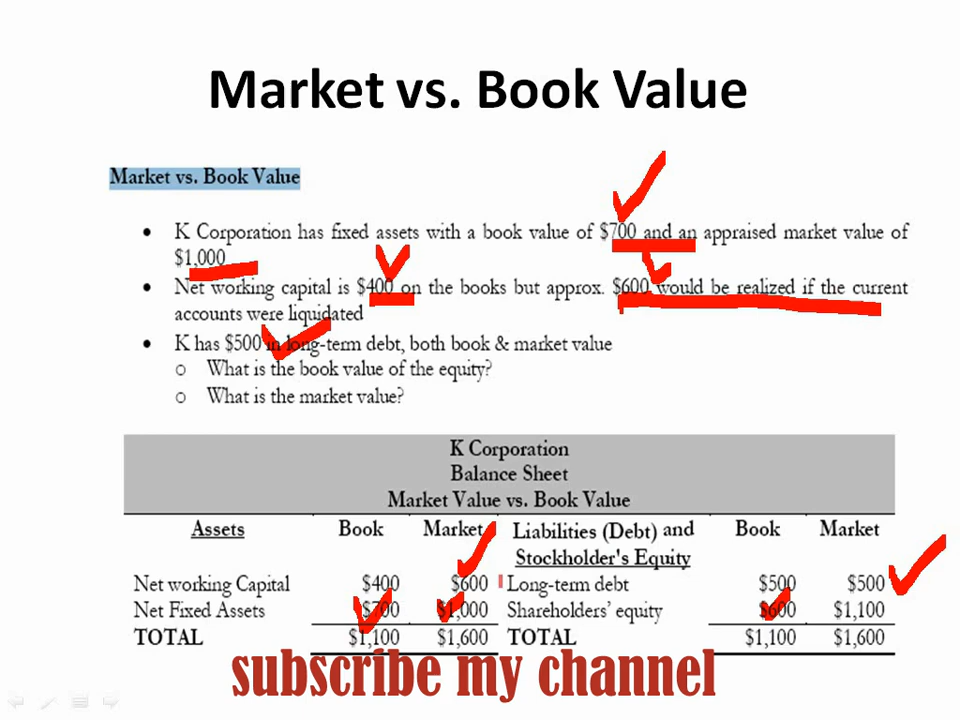 Market vs. Book Value
Market vs. Book Value
• K Corporation has fixed assets with a book value of $700 and an appraised market value of
$1,000
• Net working capital is $400 on the books but approx. $600 would be realized if the current
accounts were liquidated
• K has $500 in long-term debt, both book & market value
o What is the book value of the equity?
o What is the market value?
K Corporation
Balance Sheet
Market Value vs. Book Value
Assets Book Market Liabilities (Debt) and Stockholder's Equity Book Market
Net working Capital $400 $600 Long-term debt $500 $500
Net Fixed Assets $700 $1,000 Shareholders' equity $600 $1,100
TOTAL $1,100 $1,600 TOTAL $1,100 $1,600
subscribe my channel